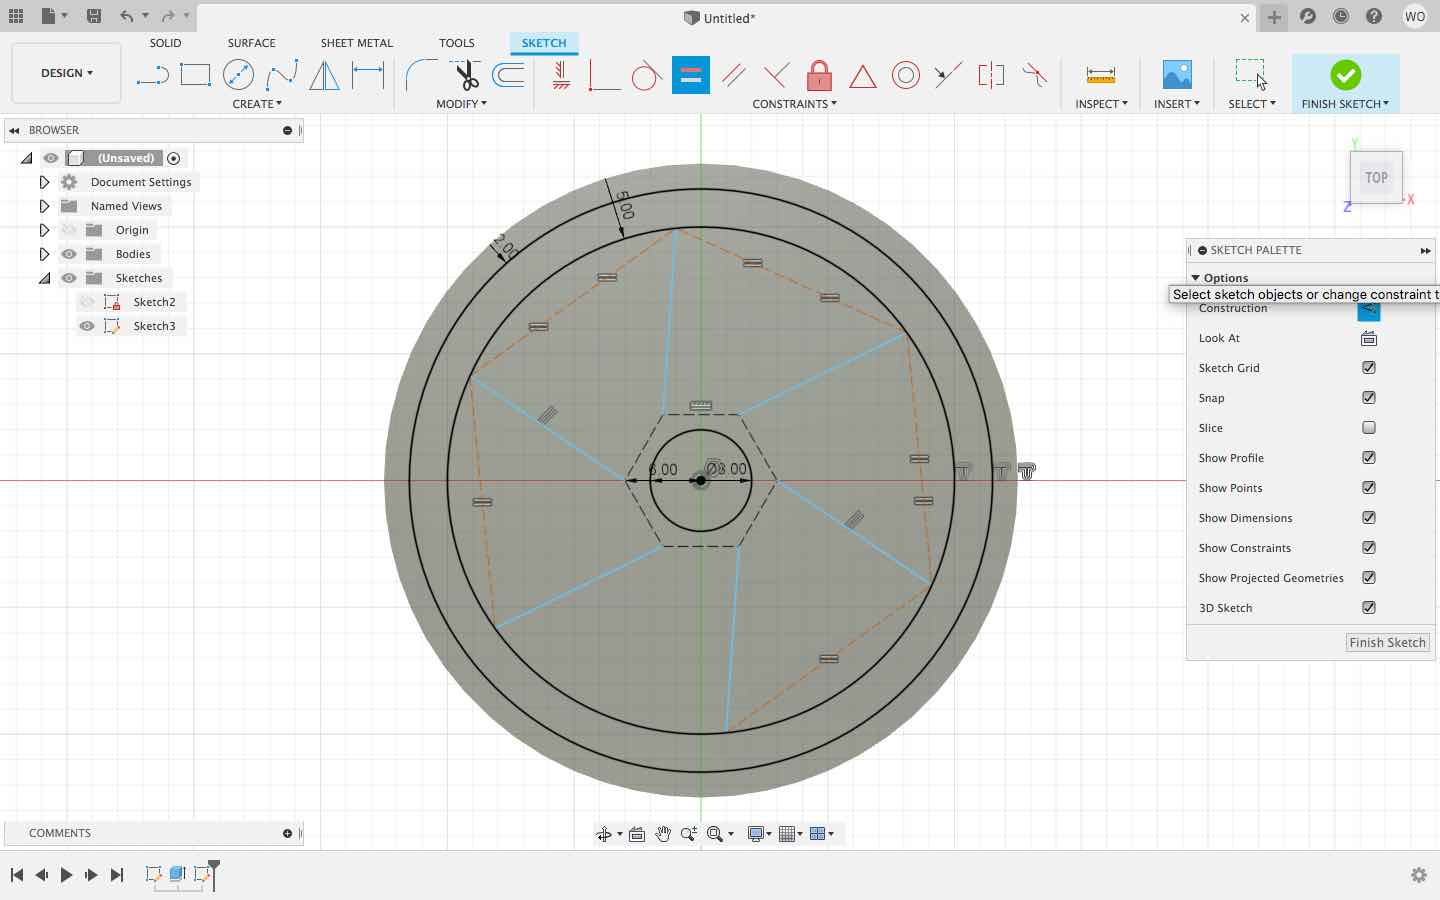 Untitled*
WO
SOLID
SURFACE
SHEET METAL
TOOLS
SKETCH
DESIGN
CREATE
MODIFY
CONSTRAINTS
INSPECT
INSERT
SELECT
FINISH SKETCH
BROWSER
(Unsaved)
Document Settings
Named Views
Origin
Bodies
Sketches
Sketch2
Sketch3
Y
TOP
X
Z
5.00
2.00
6.00
Ø8.00
SKETCH PALETTE
Options
Select sketch objects or change constraint t
Construction
Look At
Sketch Grid
Snap
Slice
Show Profile
Show Points
Show Dimensions
Show Constraints
Show Projected Geometries
3D Sketch
Finish Sketch
COMMENTS